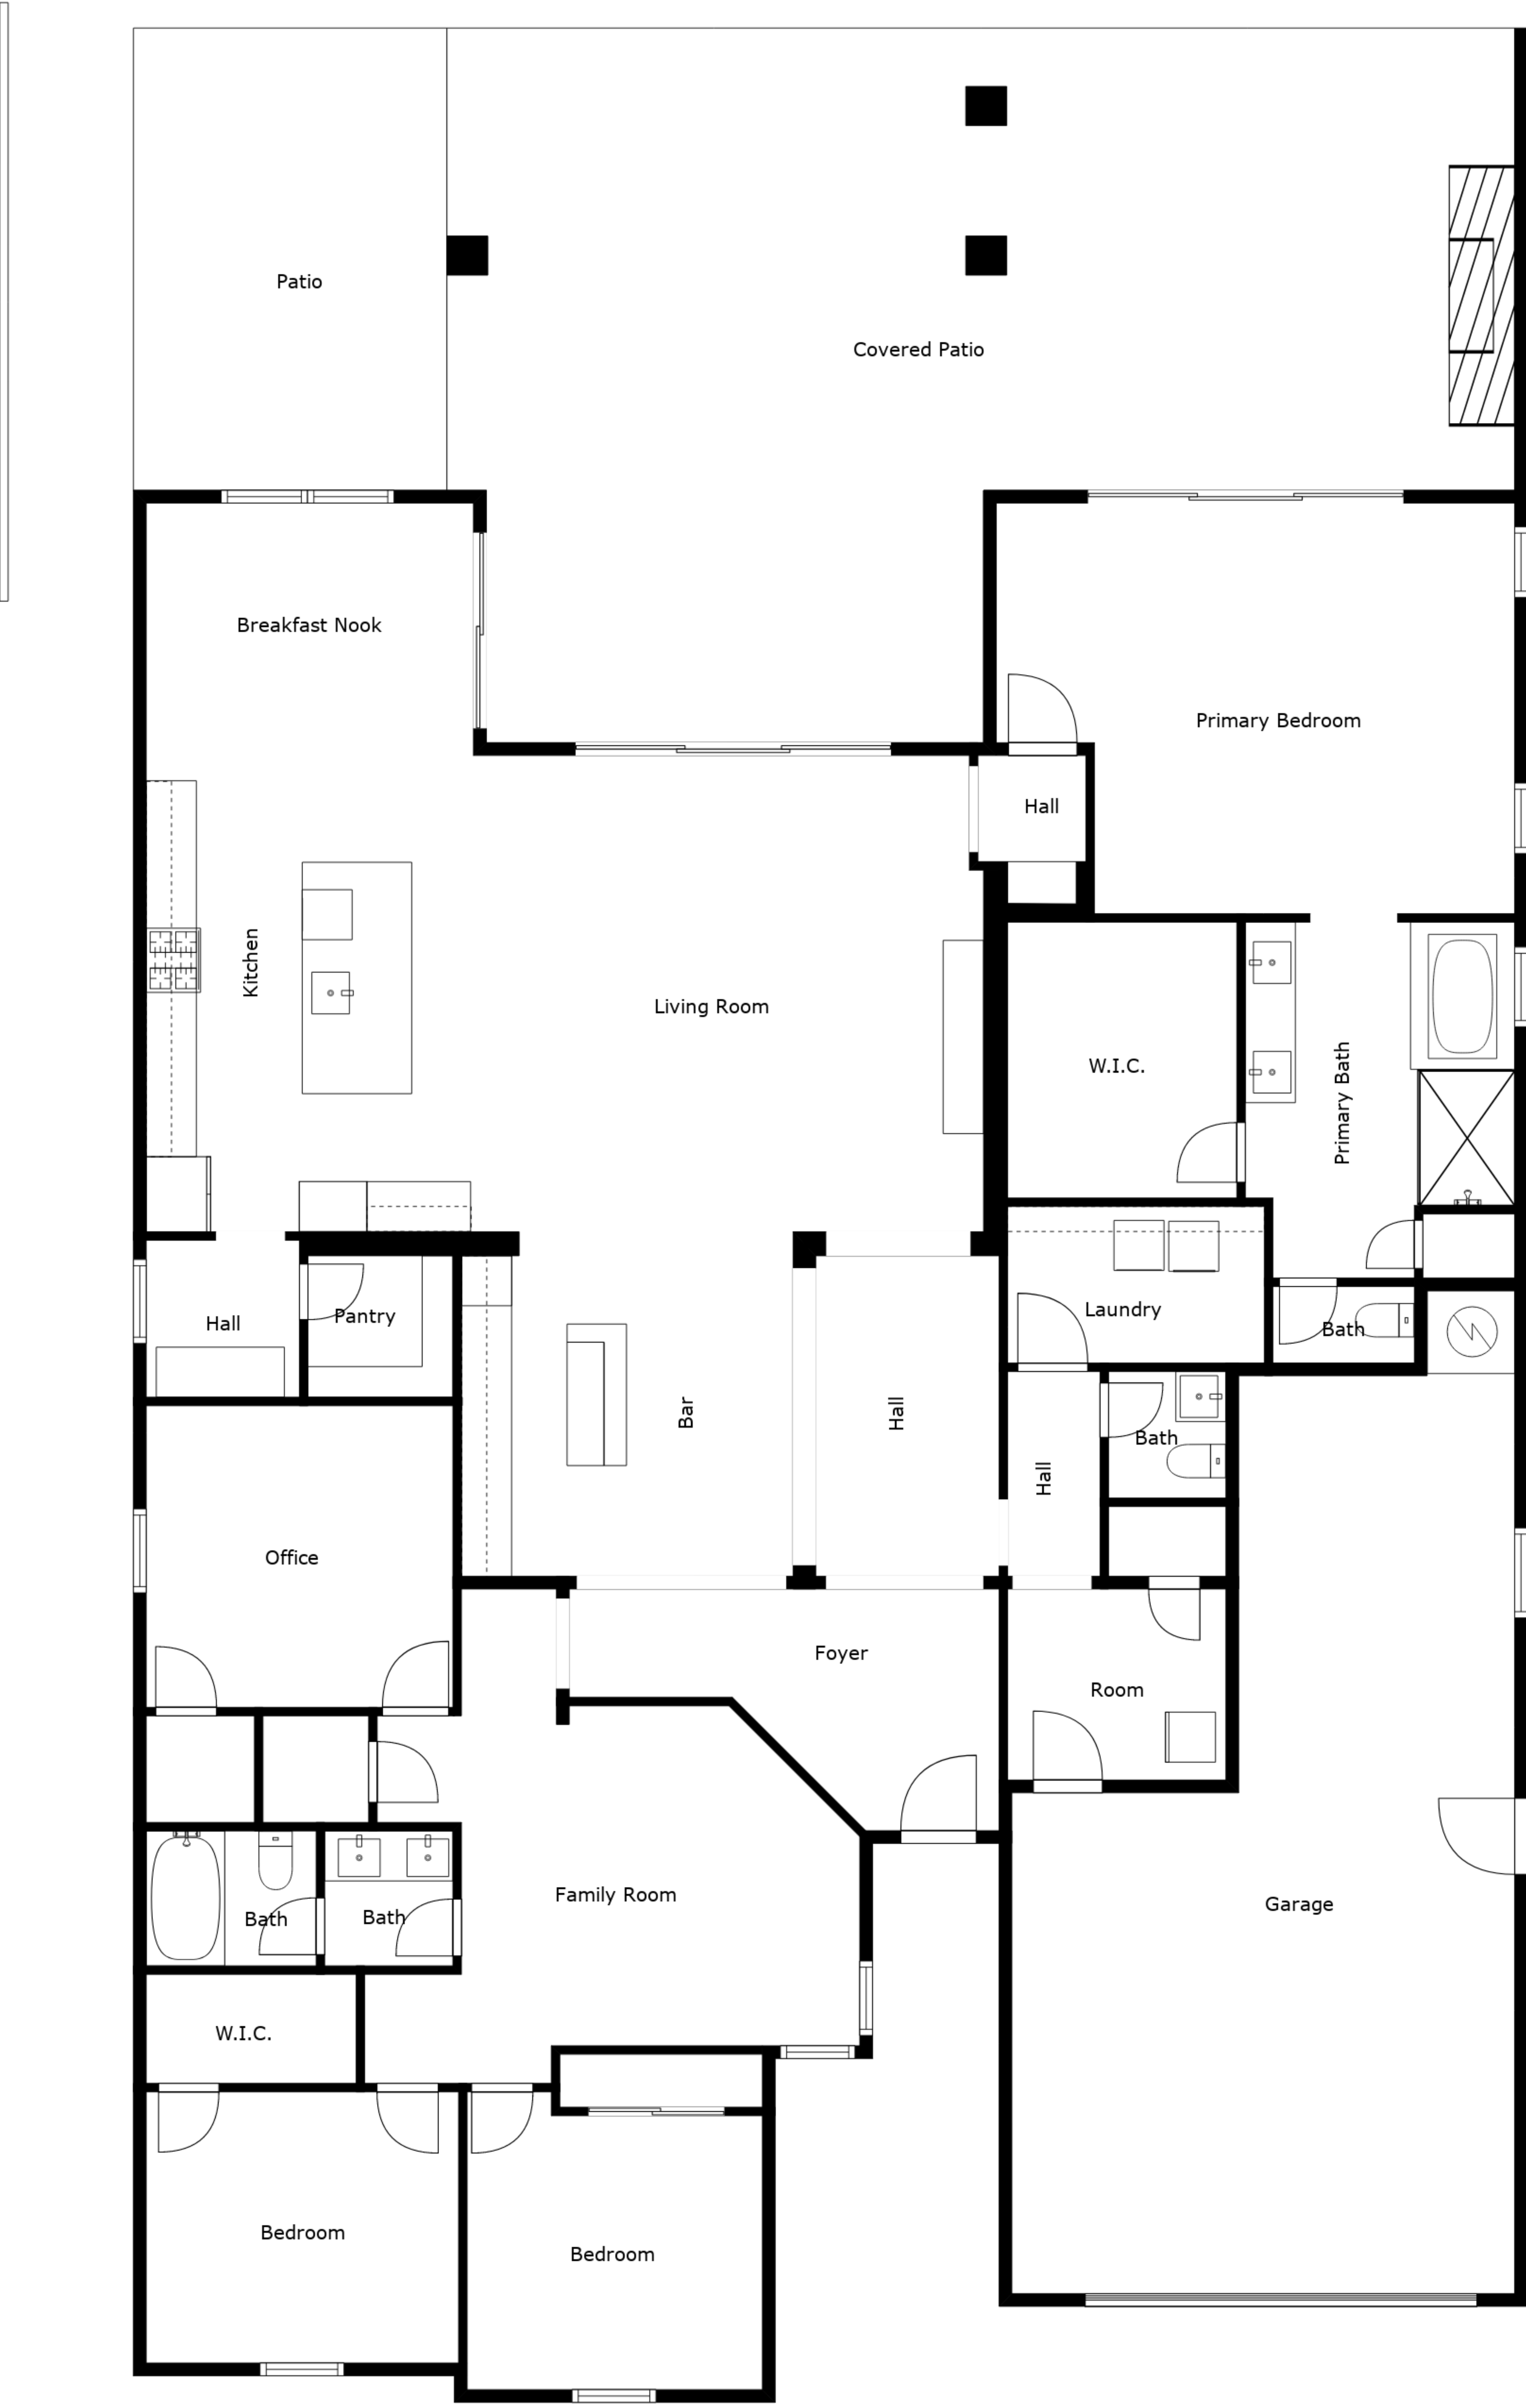 Patio
Covered Patio
Breakfast Nook
Primary Bedroom
Hall
Kitchen
Living Room
W.I.C.
Primary Bath
Laundry
Hall
Pantry
Bath
Bar
Hall
Bath
Hall
Office
Foyer
Room
Family Room
Garage
Bath
Bath
W.I.C.
Bedroom
Bedroom